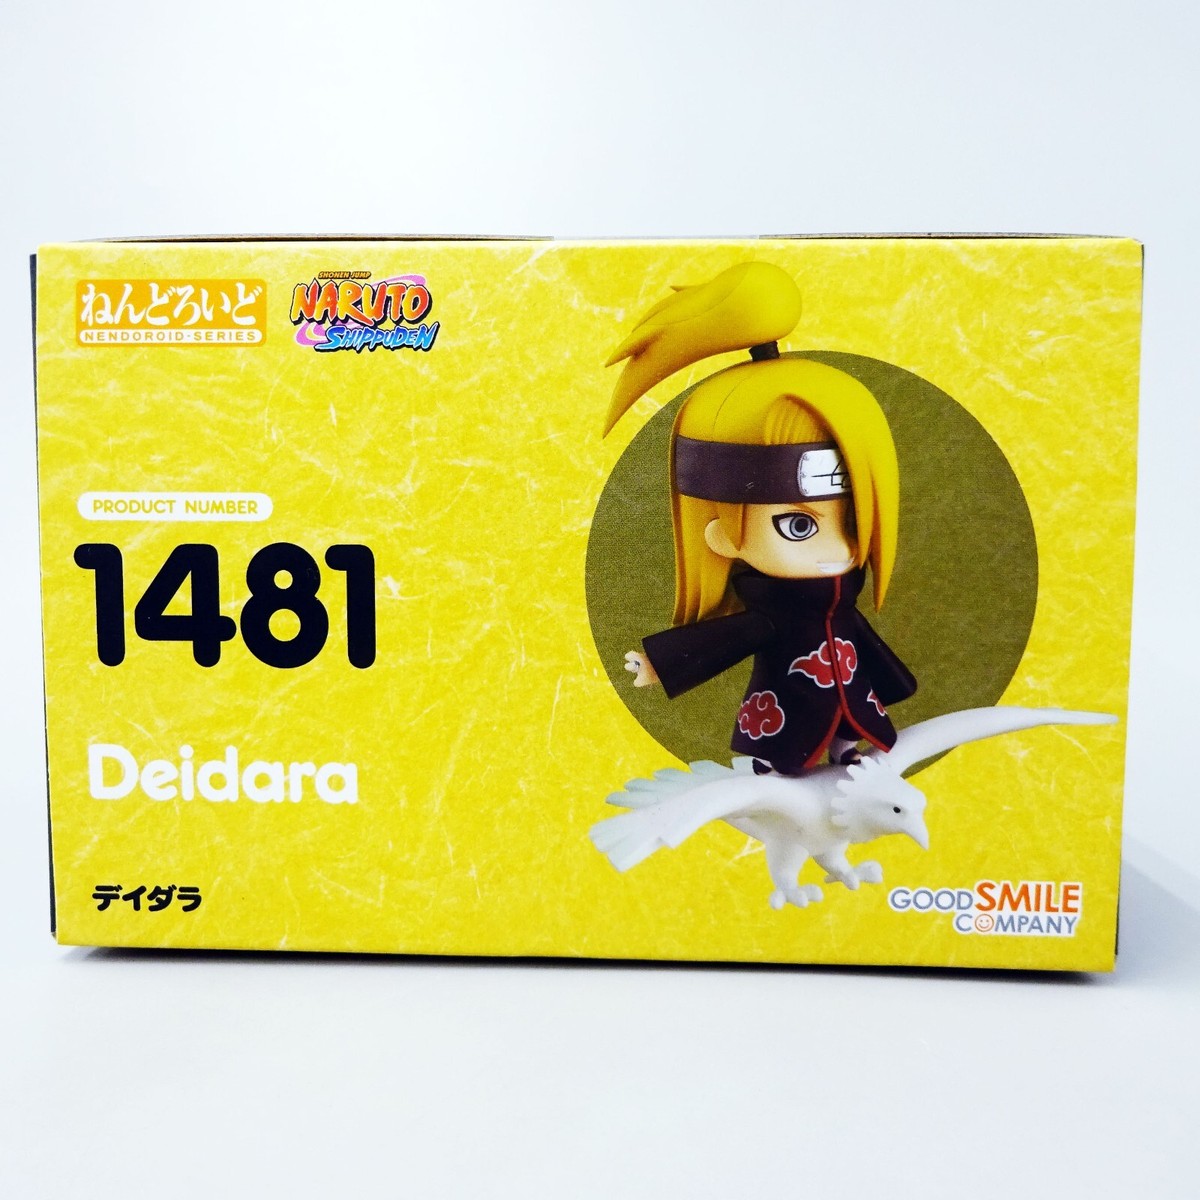 ねんどろいど
NENDOROID-SERIES
SHONEN JUMP
NARUTO
SHIPPUDEN
PRODUCT NUMBER
1481
Deidara
デイダラ
GOOD SMILE
COMPANY